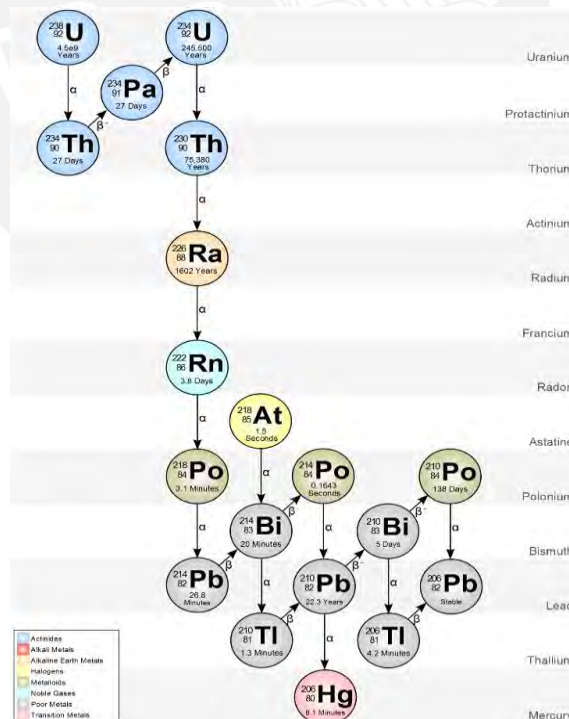 238
92 U
4.5e9
Years
234
92 U
245,500
Years
Uranium
α
β
α
234
91 Pa
27 Days
Protactinium
β-
234
90 Th
27 Days
230
90 Th
75,380
Years
Thorium
α
Actinium
226
88 Ra
1602 Years
Radium
α
Francium
222
86 Rn
3.8 Days
Radon
α
218
85 At
1.5
Seconds
Astatine
218
84 Po
3.1 Minutes
214
84 Po
0.1643
Seconds
210
84 Po
138 Days
Polonium
α
α
β-
α
β-
α
214
83 Bi
20 Minutes
210
83 Bi
5 Days
Bismuth
β
β-
214
82 Pb
26.8
Minutes
α
210
82 Pb
22.3 Years
α
206
82 Pb
Stable
Lead
β
α
β
210
81 Tl
1.3 Minutes
206
81 Tl
4.2 Minutes
Thallium
206
80 Hg
8.1 Minutes
Mercury
Actinides
Alkali Metals
Alkaline Earth Metals
Halogens
Metalloids
Noble Gases
Poor Metals
Transition Metals